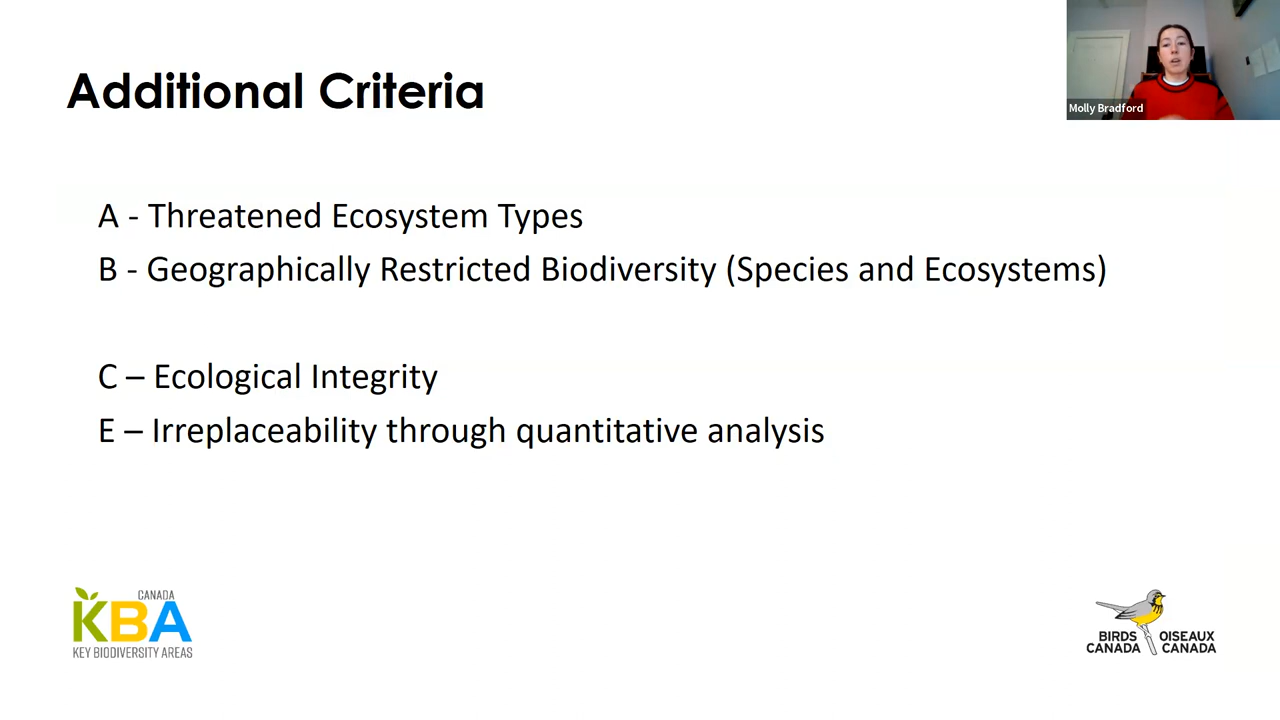 Additional Criteria
Molly Bradford
A - Threatened Ecosystem Types
B - Geographically Restricted Biodiversity (Species and Ecosystems)
C – Ecological Integrity
E – Irreplaceability through quantitative analysis
CANADA
KBA
KEY BIODIVERSITY AREAS
BIRDS CANADA
OISEAUX CANADA